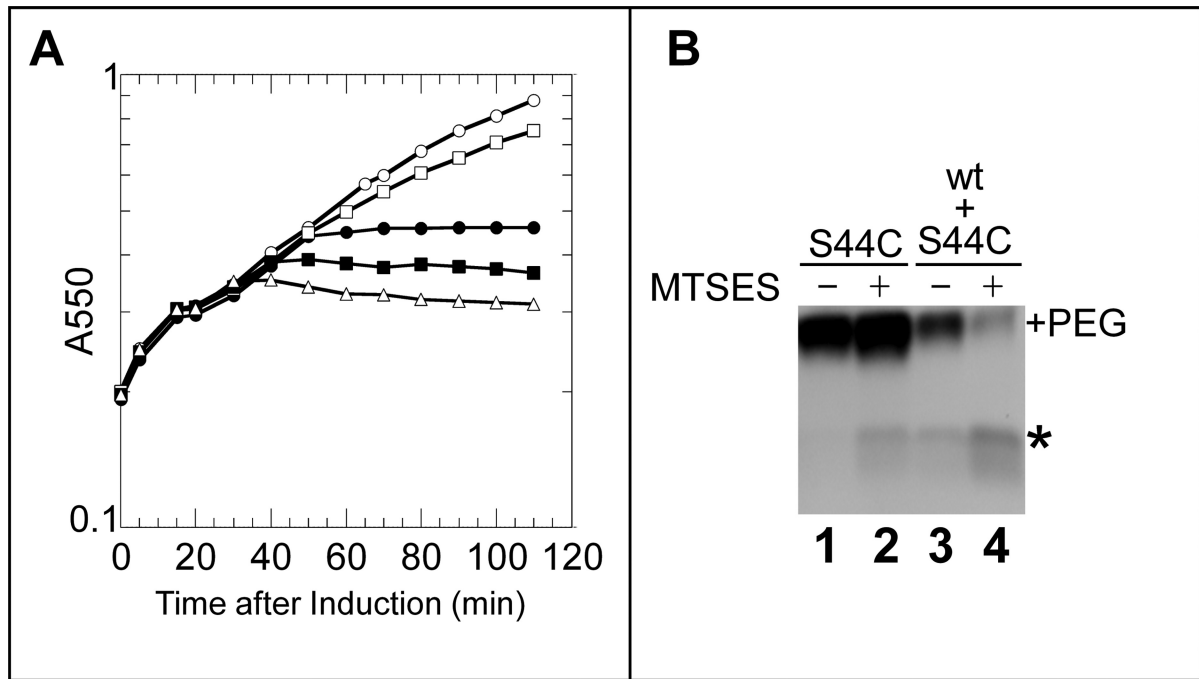 A
1
A550
0.1
0 20 40 60 80 100 120
Time after Induction (min)
B
wt
+
S44C S44C
MTSES − + − +
+PEG
*
1 2 3 4